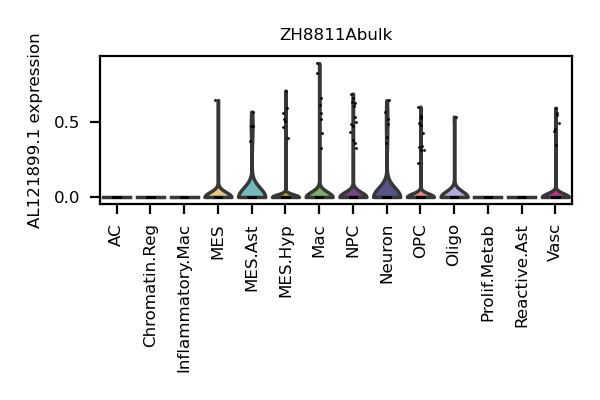 ZH8811Abulk
AL121899.1 expression
0.5
0.0
AC
Chromatin.Reg
Inflammatory.Mac
MES
MES.Ast
MES.Hyp
Mac
NPC
Neuron
OPC
Oligo
Prolif.Metab
Reactive.Ast
Vasc